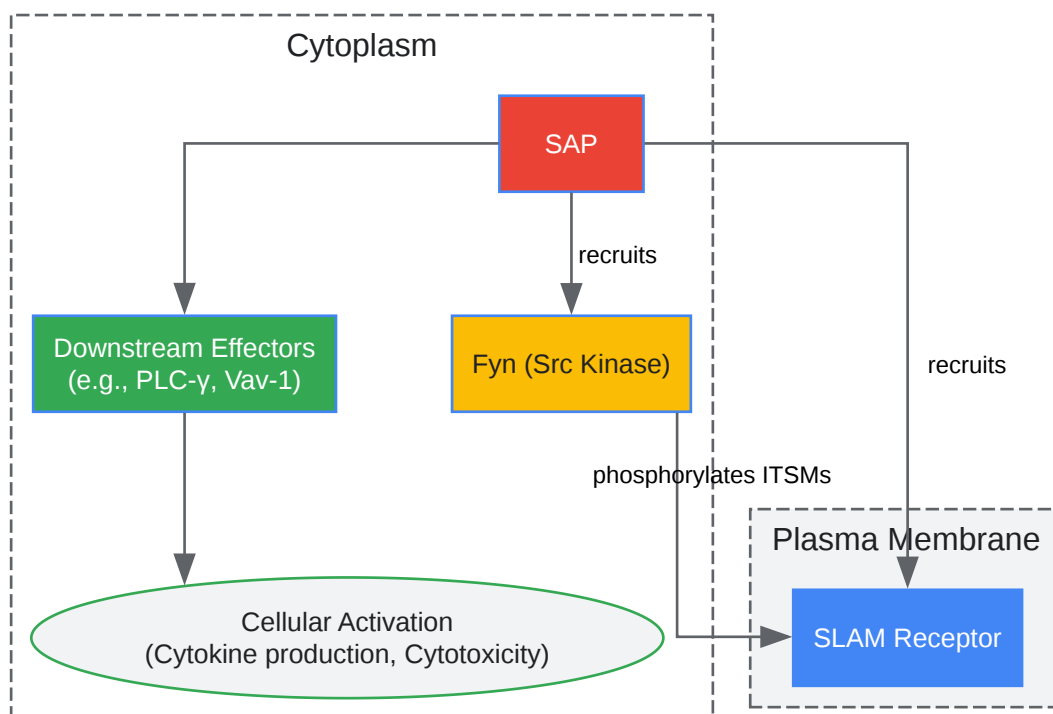 Cytoplasm
SAP
recruits
Downstream Effectors
(e.g., PLC-γ, Vav-1)
Fyn (Src Kinase)
recruits
phosphorylates ITSMs
Plasma Membrane
Cellular Activation
(Cytokine production, Cytotoxicity)
SLAM Receptor